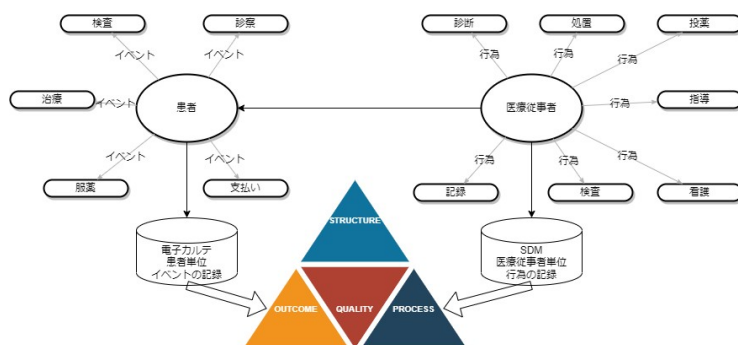 検査
診察
診断
処置
投薬
イベント
イベント
行為
行為
行為
治療
イベント
患者
医療従事者
行為
指導
イベント
イベント
行為
行為
行為
服薬
支払い
記録
検査
看護
STRUCTURE
電子カルテ
患者単位
イベントの記録
SDM
医療従事者単位
行為の記録
OUTCOME
QUALITY
PROCESS